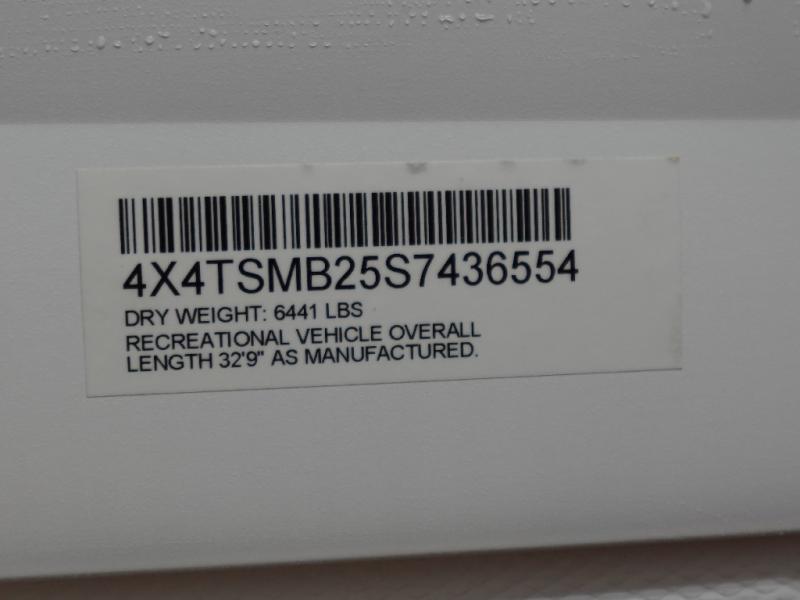 4X4TSMB25S7436554
DRY WEIGHT: 6441 LBS
RECREATIONAL VEHICLE OVERALL
LENGTH 32'9" AS MANUFACTURED.